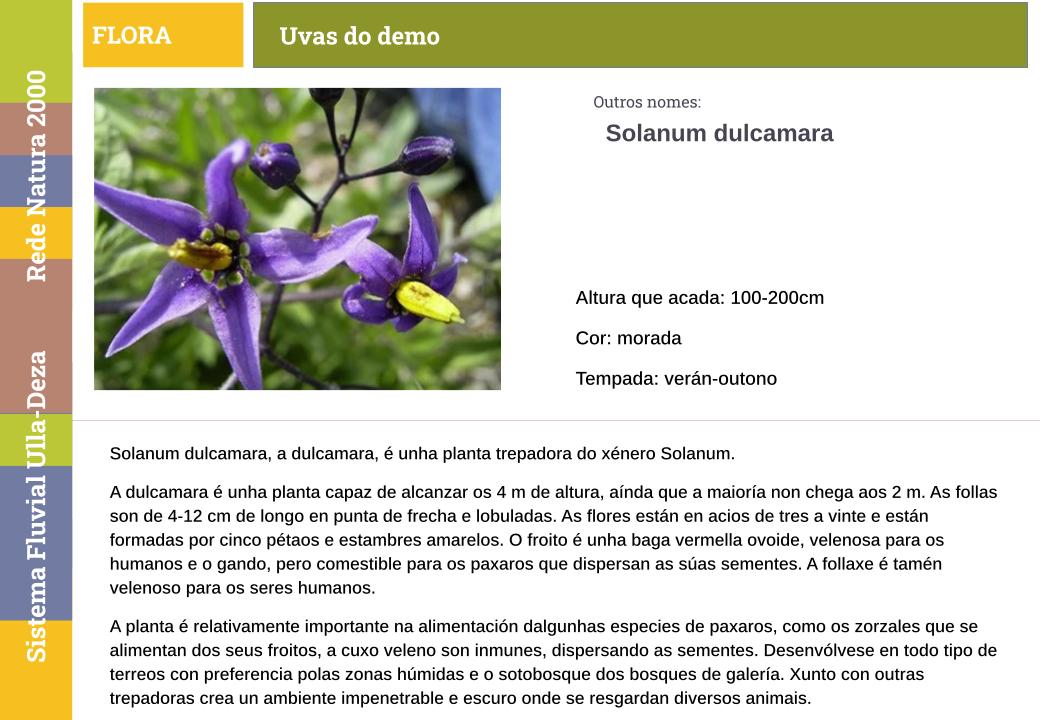 FLORA
Uvas do demo
Rede Natura 2000
Sistema Fluvial Ulla-Deza
Outros nomes:
Solanum dulcamara
Altura que acada: 100-200cm
Cor: morada
Tempada: verán-outono
Solanum dulcamara, a dulcamara, é unha planta trepadora do xénero Solanum.
A dulcamara é unha planta capaz de alcanzar os 4 m de altura, aínda que a maioría non chega aos 2 m. As follas
son de 4-12 cm de longo en punta de frecha e lobuladas. As flores están en acios de tres a vinte e están
formadas por cinco pétaos e estambres amarelos. O froito é unha baga vermella ovoide, velenosa para os
humanos e o gando, pero comestible para os paxaros que dispersan as súas sementes. A follaxe é tamén
velenoso para os seres humanos.
A planta é relativamente importante na alimentación dalgunhas especies de paxaros, como os zorzales que se
alimentan dos seus froitos, a cuxo veleno son inmunes, dispersando as sementes. Desenvólvese en todo tipo de
terreos con preferencia polas zonas húmidas e o sotobosque dos bosques de galería. Xunto con outras
trepadoras crea un ambiente impenetrable e escuro onde se resgardan diversos animais.